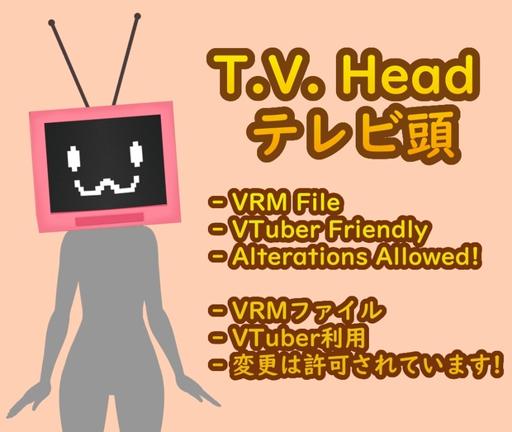 T.V. Head
テレビ頭
- VRM File
- VTuber Friendly
- Alterations Allowed!
- VRMファイル
- VTuber利用
- 変更は許可されています!